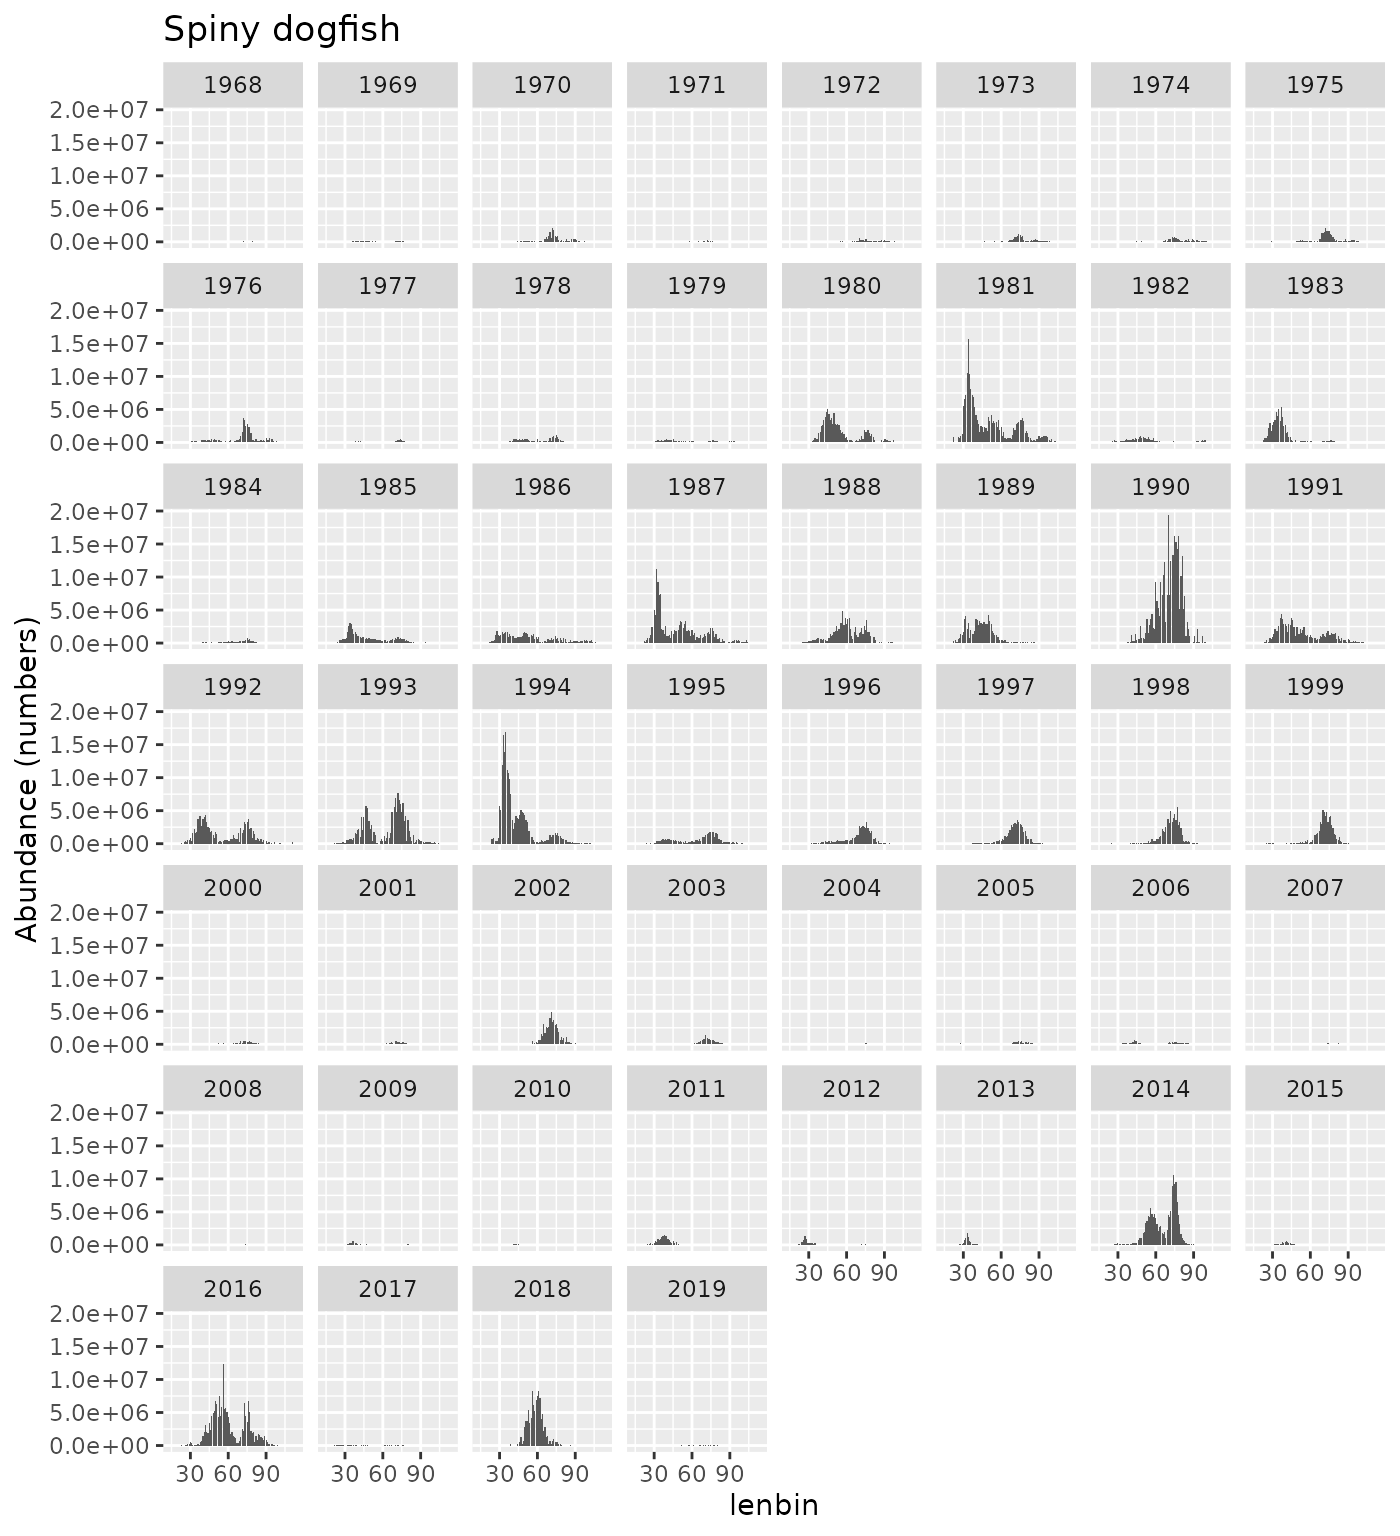 Spiny dogfish
1968 1969 1970 1971 1972 1973 1974 1975
2.0e+07
1.5e+07
1.0e+07
5.0e+06
0.0e+00
1976 1977 1978 1979 1980 1981 1982 1983
2.0e+07
1.5e+07
1.0e+07
5.0e+06
0.0e+00
1984 1985 1986 1987 1988 1989 1990 1991
2.0e+07
1.5e+07
1.0e+07
5.0e+06
0.0e+00
Abundance (numbers)
1992 1993 1994 1995 1996 1997 1998 1999
2.0e+07
1.5e+07
1.0e+07
5.0e+06
0.0e+00
2000 2001 2002 2003 2004 2005 2006 2007
2.0e+07
1.5e+07
1.0e+07
5.0e+06
0.0e+00
2008 2009 2010 2011 2012 2013 2014 2015
2.0e+07
1.5e+07
1.0e+07
5.0e+06
0.0e+00
30 60 90 30 60 90 30 60 90 30 60 90
2016 2017 2018 2019
2.0e+07
1.5e+07
1.0e+07
5.0e+06
0.0e+00
30 60 90 30 60 90 30 60 90 30 60 90
lenbin